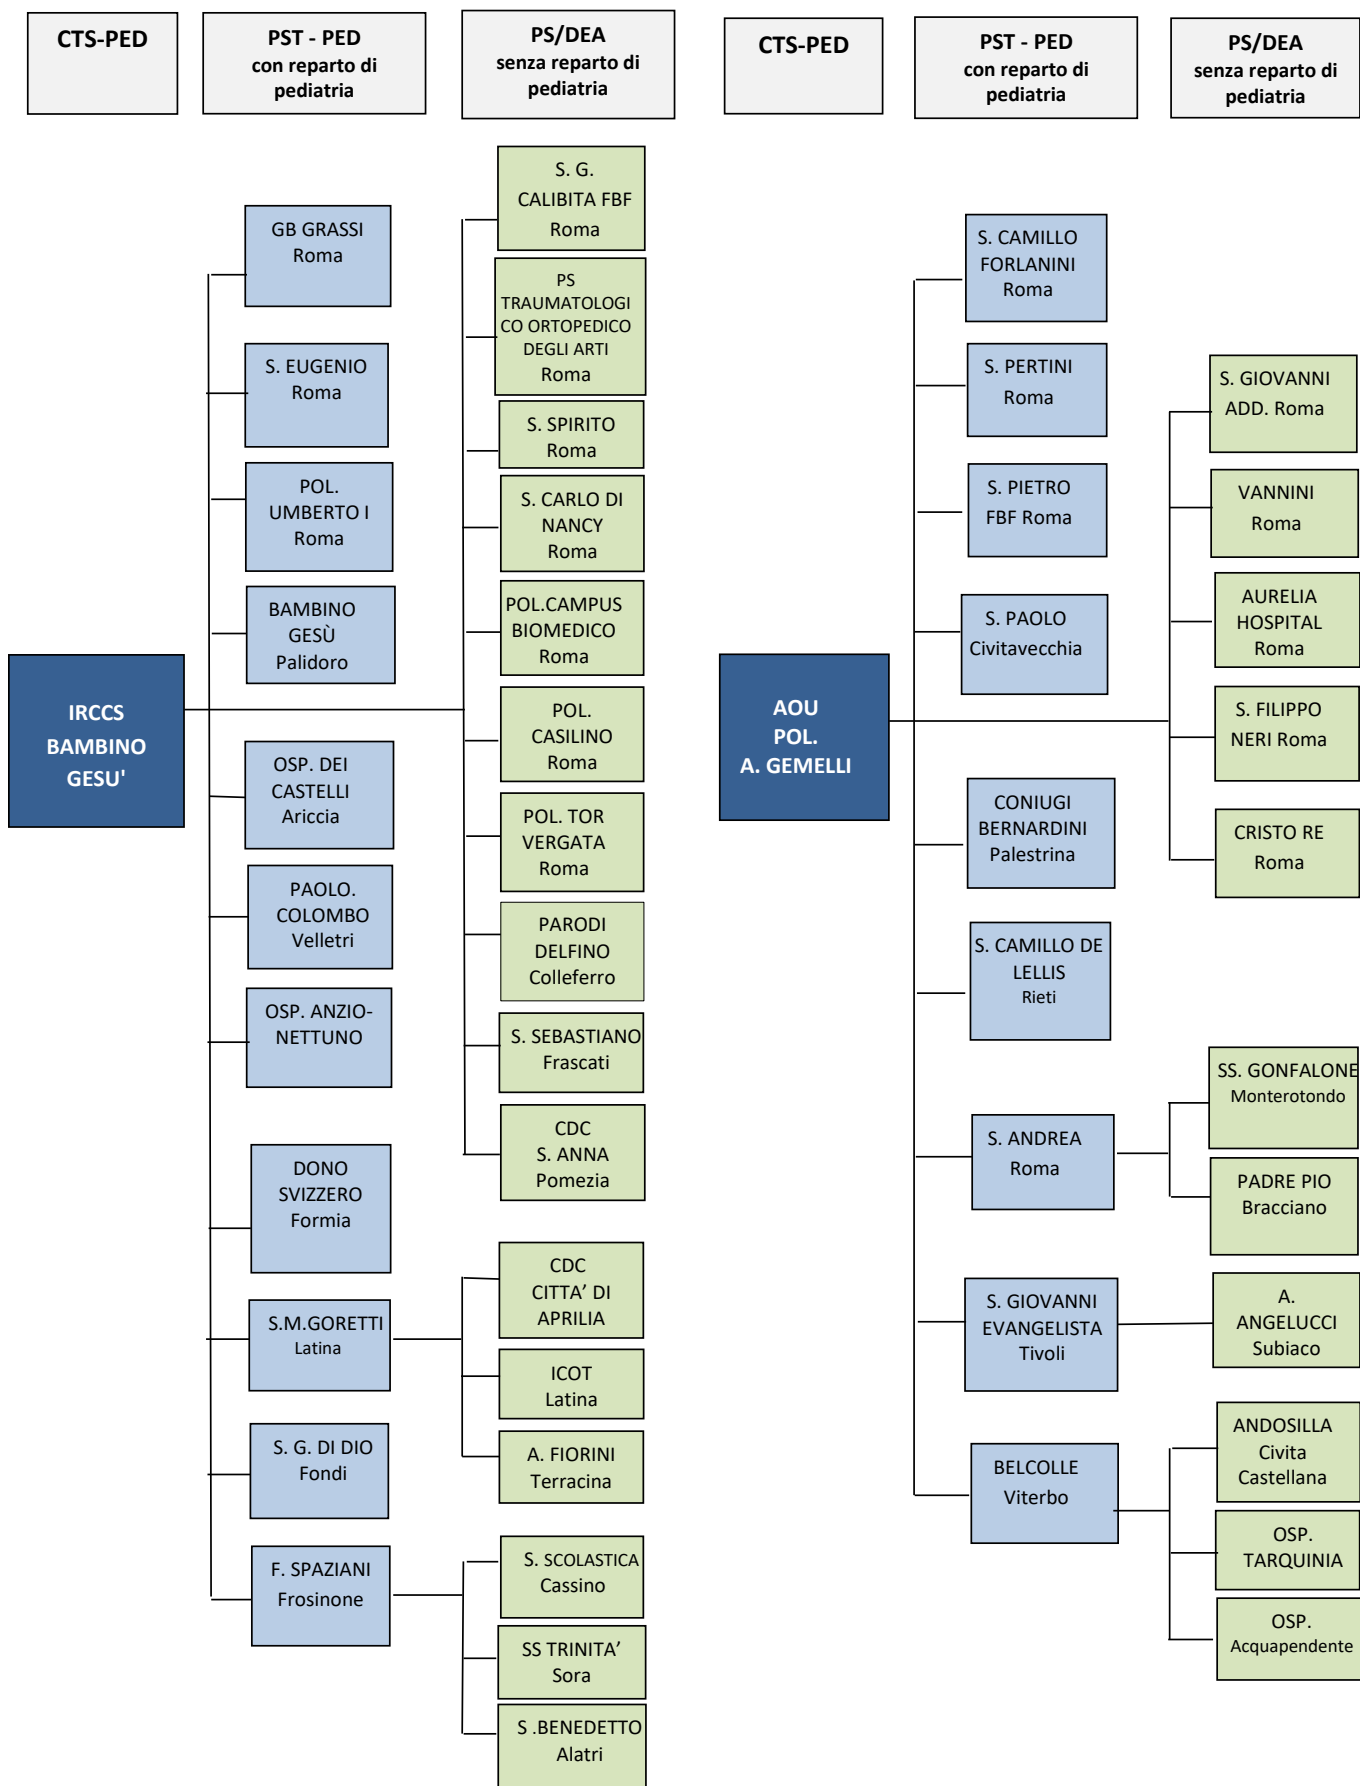 CTS-PED
PST - PED
con reparto di
pediatria
PS/DEA
senza reparto di
pediatria
IRCCS
BAMBINO
GESU'
GB GRASSI
Roma
S. EUGENIO
Roma
POL.
UMBERTO I
Roma
BAMBINO
GESÙ
Palidoro
OSP. DEI
CASTELLI
Ariccia
PAOLO.
COLOMBO
Velletri
OSP. ANZIO-
NETTUNO
DONO
SVIZZERO
Formia
S.M.GORETTI
Latina
S. G. DI DIO
Fondi
F. SPAZIANI
Frosinone
S. G.
CALIBITA FBF
Roma
PS
TRAUMATOLOGI
CO ORTOPEDICO
DEGLI ARTI
Roma
S. SPIRITO
Roma
S. CARLO DI
NANCY
Roma
POL.CAMPUS
BIOMEDICO
Roma
POL.
CASILINO
Roma
POL. TOR
VERGATA
Roma
PARODI
DELFINO
Colleferro
S. SEBASTIANO
Frascati
CDC
S. ANNA
Pomezia
CDC
CITTA’ DI
APRILIA
ICOT
Latina
A. FIORINI
Terracina
S. SCOLASTICA
Cassino
SS TRINITA’
Sora
S .BENEDETTO
Alatri
CTS-PED
PST - PED
con reparto di
pediatria
PS/DEA
senza reparto di
pediatria
AOU
POL.
A. GEMELLI
S. CAMILLO
FORLANINI
Roma
S. PERTINI
Roma
S. PIETRO
FBF Roma
S. PAOLO
Civitavecchia
CONIUGI
BERNARDINI
Palestrina
S. CAMILLO DE
LELLIS
Rieti
S. ANDREA
Roma
S. GIOVANNI
EVANGELISTA
Tivoli
BELCOLLE
Viterbo
S. GIOVANNI
ADD. Roma
VANNINI
Roma
AURELIA
HOSPITAL
Roma
S. FILIPPO
NERI Roma
CRISTO RE
Roma
SS. GONFALONE
Monterotondo
PADRE PIO
Bracciano
A.
ANGELUCCI
Subiaco
ANDOSILLA
Civita
Castellana
OSP.
TARQUINIA
OSP.
Acquapendente